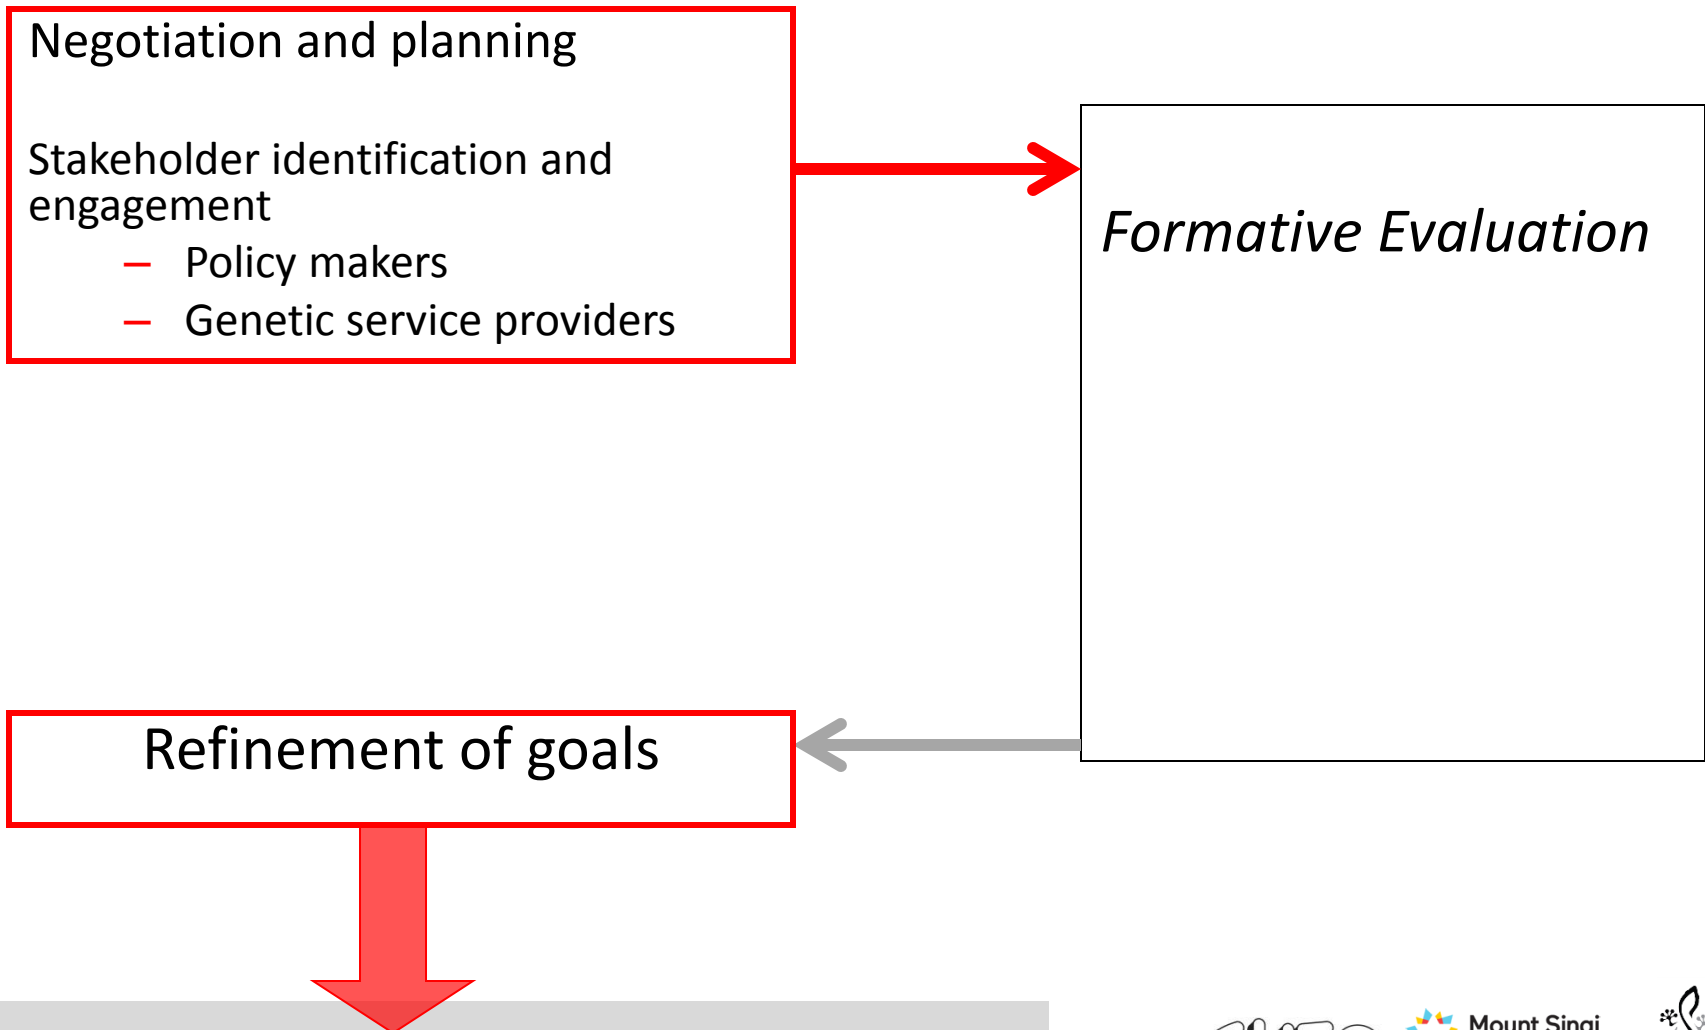 Negotiation and planning
Stakeholder identification and
engagement
– Policy makers
– Genetic service providers
Formative Evaluation
Refinement of goals
Mount Sinai